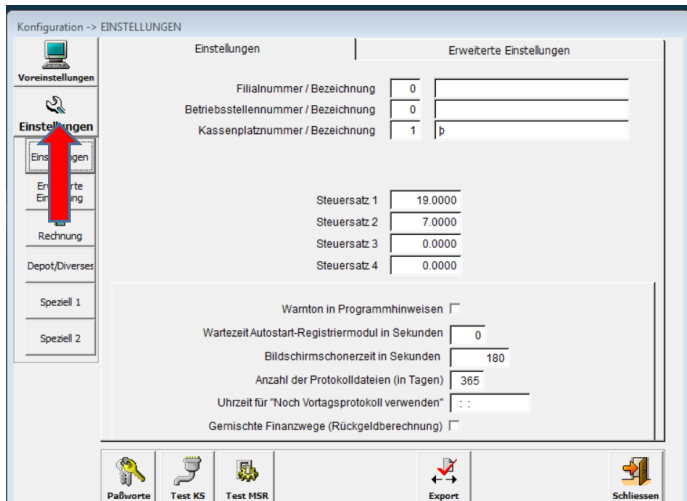 Konfiguration -> EINSTELLUNGEN
Voreinstellungen
Einstellungen
Rechnung
Depot/Diverses
Speziell 1
Speziell 2
Einstellungen
Erweiterte Einstellungen
Filialnummer / Bezeichnung 0
Betriebsstellennummer / Bezeichnung 0
Kassenplatznummer / Bezeichnung 1 þ
Steuersatz 1 19.0000
Steuersatz 2 7.0000
Steuersatz 3 0.0000
Steuersatz 4 0.0000
Warnton in Programmhinweisen
Wartezeit Autostart-Registriermodul in Sekunden 0
Bildschirmschonerzeit in Sekunden 180
Anzahl der Protokolldateien (in Tagen) 365
Uhrzeit für "Noch Vortagsprotokoll verwenden" : :
Gemischte Finanzwege (Rückgeldberechnung)
Paßworte
Test KS
Test MSR
Export
Schliessen